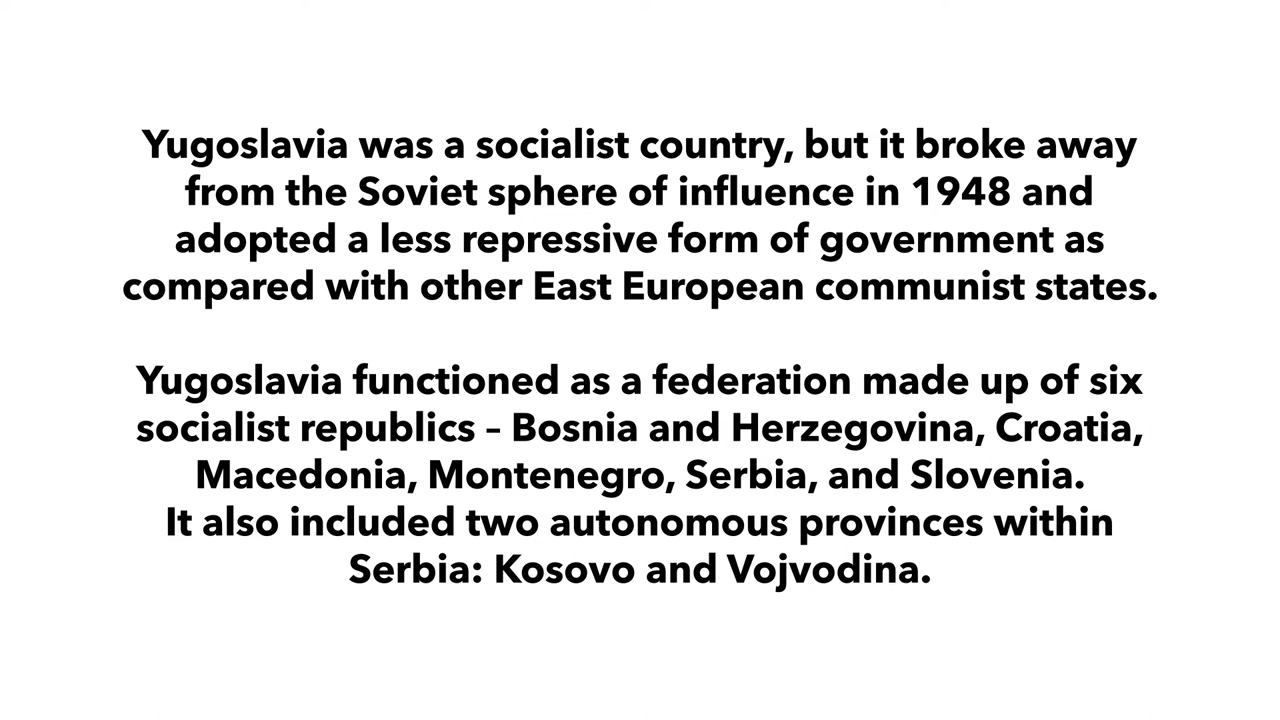 Yugoslavia was a socialist country, but it broke away
from the Soviet sphere of influence in 1948 and
adopted a less repressive form of government as
compared with other East European communist states.
Yugoslavia functioned as a federation made up of six
socialist republics – Bosnia and Herzegovina, Croatia,
Macedonia, Montenegro, Serbia, and Slovenia.
It also included two autonomous provinces within
Serbia: Kosovo and Vojvodina.